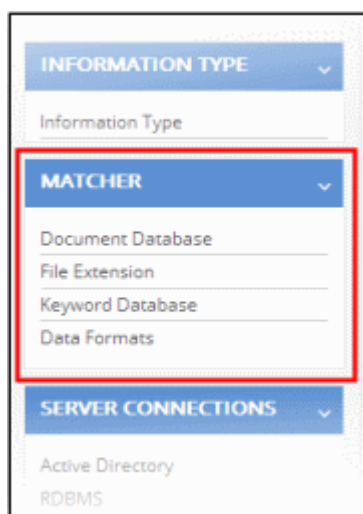 INFORMATION TYPE
Information Type
MATCHER
Document Database
File Extension
Keyword Database
Data Formats
SERVER CONNECTIONS
Active Directory
RDBMS